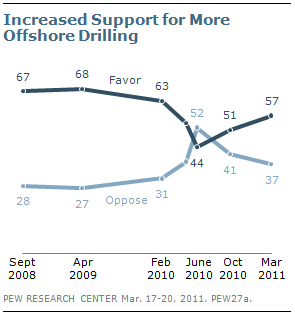 Increased Support for More
Offshore Drilling
67 68 Favor 63 52 51 57
44
28 27 Oppose 31 41 37
Sept Apr Feb June Oct Mar
2008 2009 2010 2010 2010 2011
PEW RESEARCH CENTER Mar. 17-20, 2011. PEW27a.